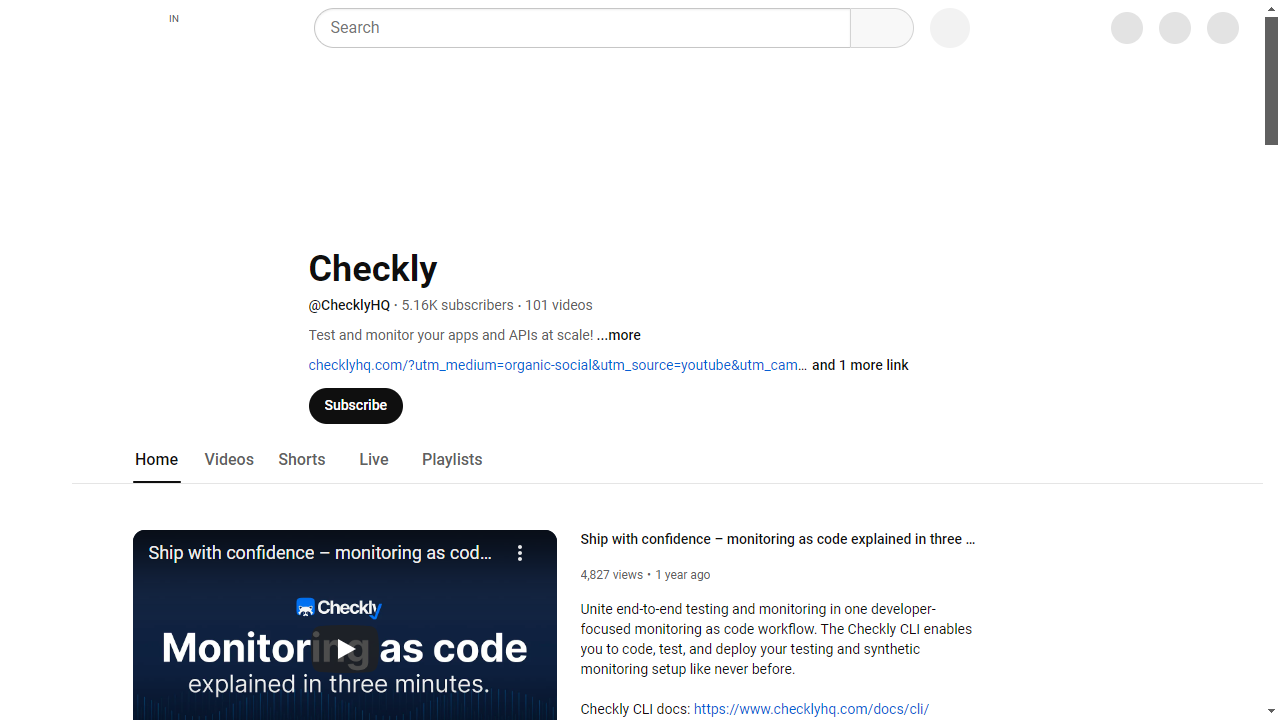 IN
Search
Checkly
@ChecklyHQ • 5.16K subscribers • 101 videos
Test and monitor your apps and APIs at scale! ...more
checklyhq.com/?utm_medium=organic-social&utm_source=youtube&utm_cam... and 1 more link
Subscribe
Home Videos Shorts Live Playlists
Ship with confidence – monitoring as cod...
Checkly
Monitoring as code
explained in three minutes.
Ship with confidence – monitoring as code explained in three ...
4,827 views • 1 year ago
Unite end-to-end testing and monitoring in one developer-
focused monitoring as code workflow. The Checkly CLI enables
you to code, test, and deploy your testing and synthetic
monitoring setup like never before.
Checkly CLI docs: https://www.checklyhq.com/docs/cli/